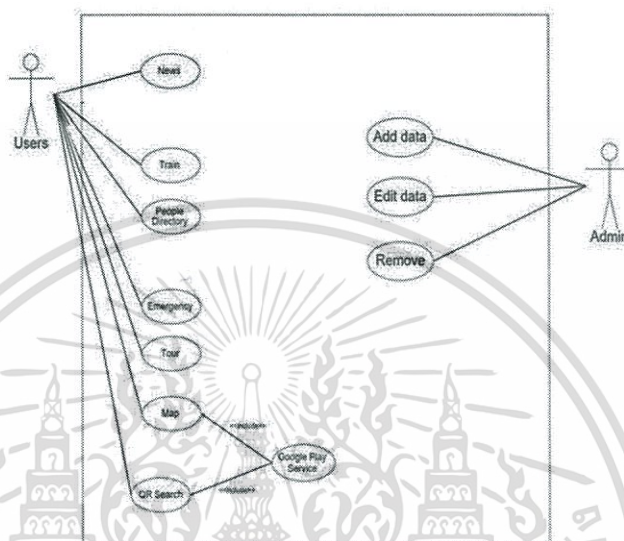 News
Users
Train
People
Directory
Emergency
Tour
Map
<<include>>
Google Play
Service
QR Search
<<include>>
Add data
Edit data
Remove
Admin